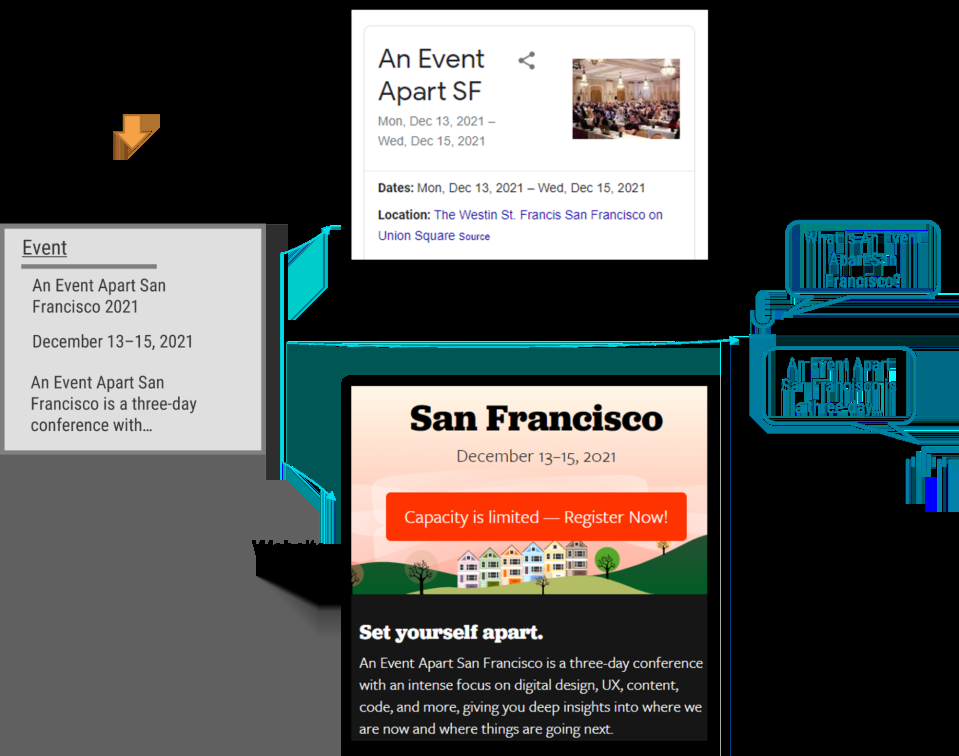 An Event
Apart SF
Mon, Dec 13, 2021 –
Wed, Dec 15, 2021
Dates: Mon, Dec 13, 2021 – Wed, Dec 15, 2021
Location: The Westin St. Francis San Francisco on
Union Square Source
Event
An Event Apart San
Francisco 2021
December 13–15, 2021
An Event Apart San
Francisco is a three-day
conference with...
What is An Event
Apart San
Francisco?
An Event Apart
San Francisco is
a three-day...
San Francisco
December 13–15, 2021
Capacity is limited — Register Now!
Set yourself apart.
An Event Apart San Francisco is a three-day conference
with an intense focus on digital design, UX, content,
code, and more, giving you deep insights into where we
are now and where things are going next.